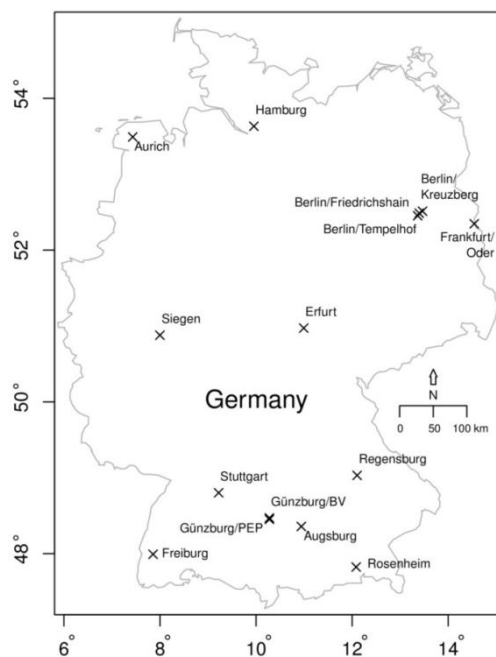 54°
52°
50°
48°
Hamburg
Aurich
Berlin/
Kreuzberg
Berlin/Friedrichshain
Berlin/Tempelhof
Frankfurt/
Oder
Siegen
Erfurt
N
0 50 100 km
Germany
Regensburg
Stuttgart
Günzburg/BV
Günzburg/PEP
Augsburg
Freiburg
Rosenheim
6° 8° 10° 12° 14°